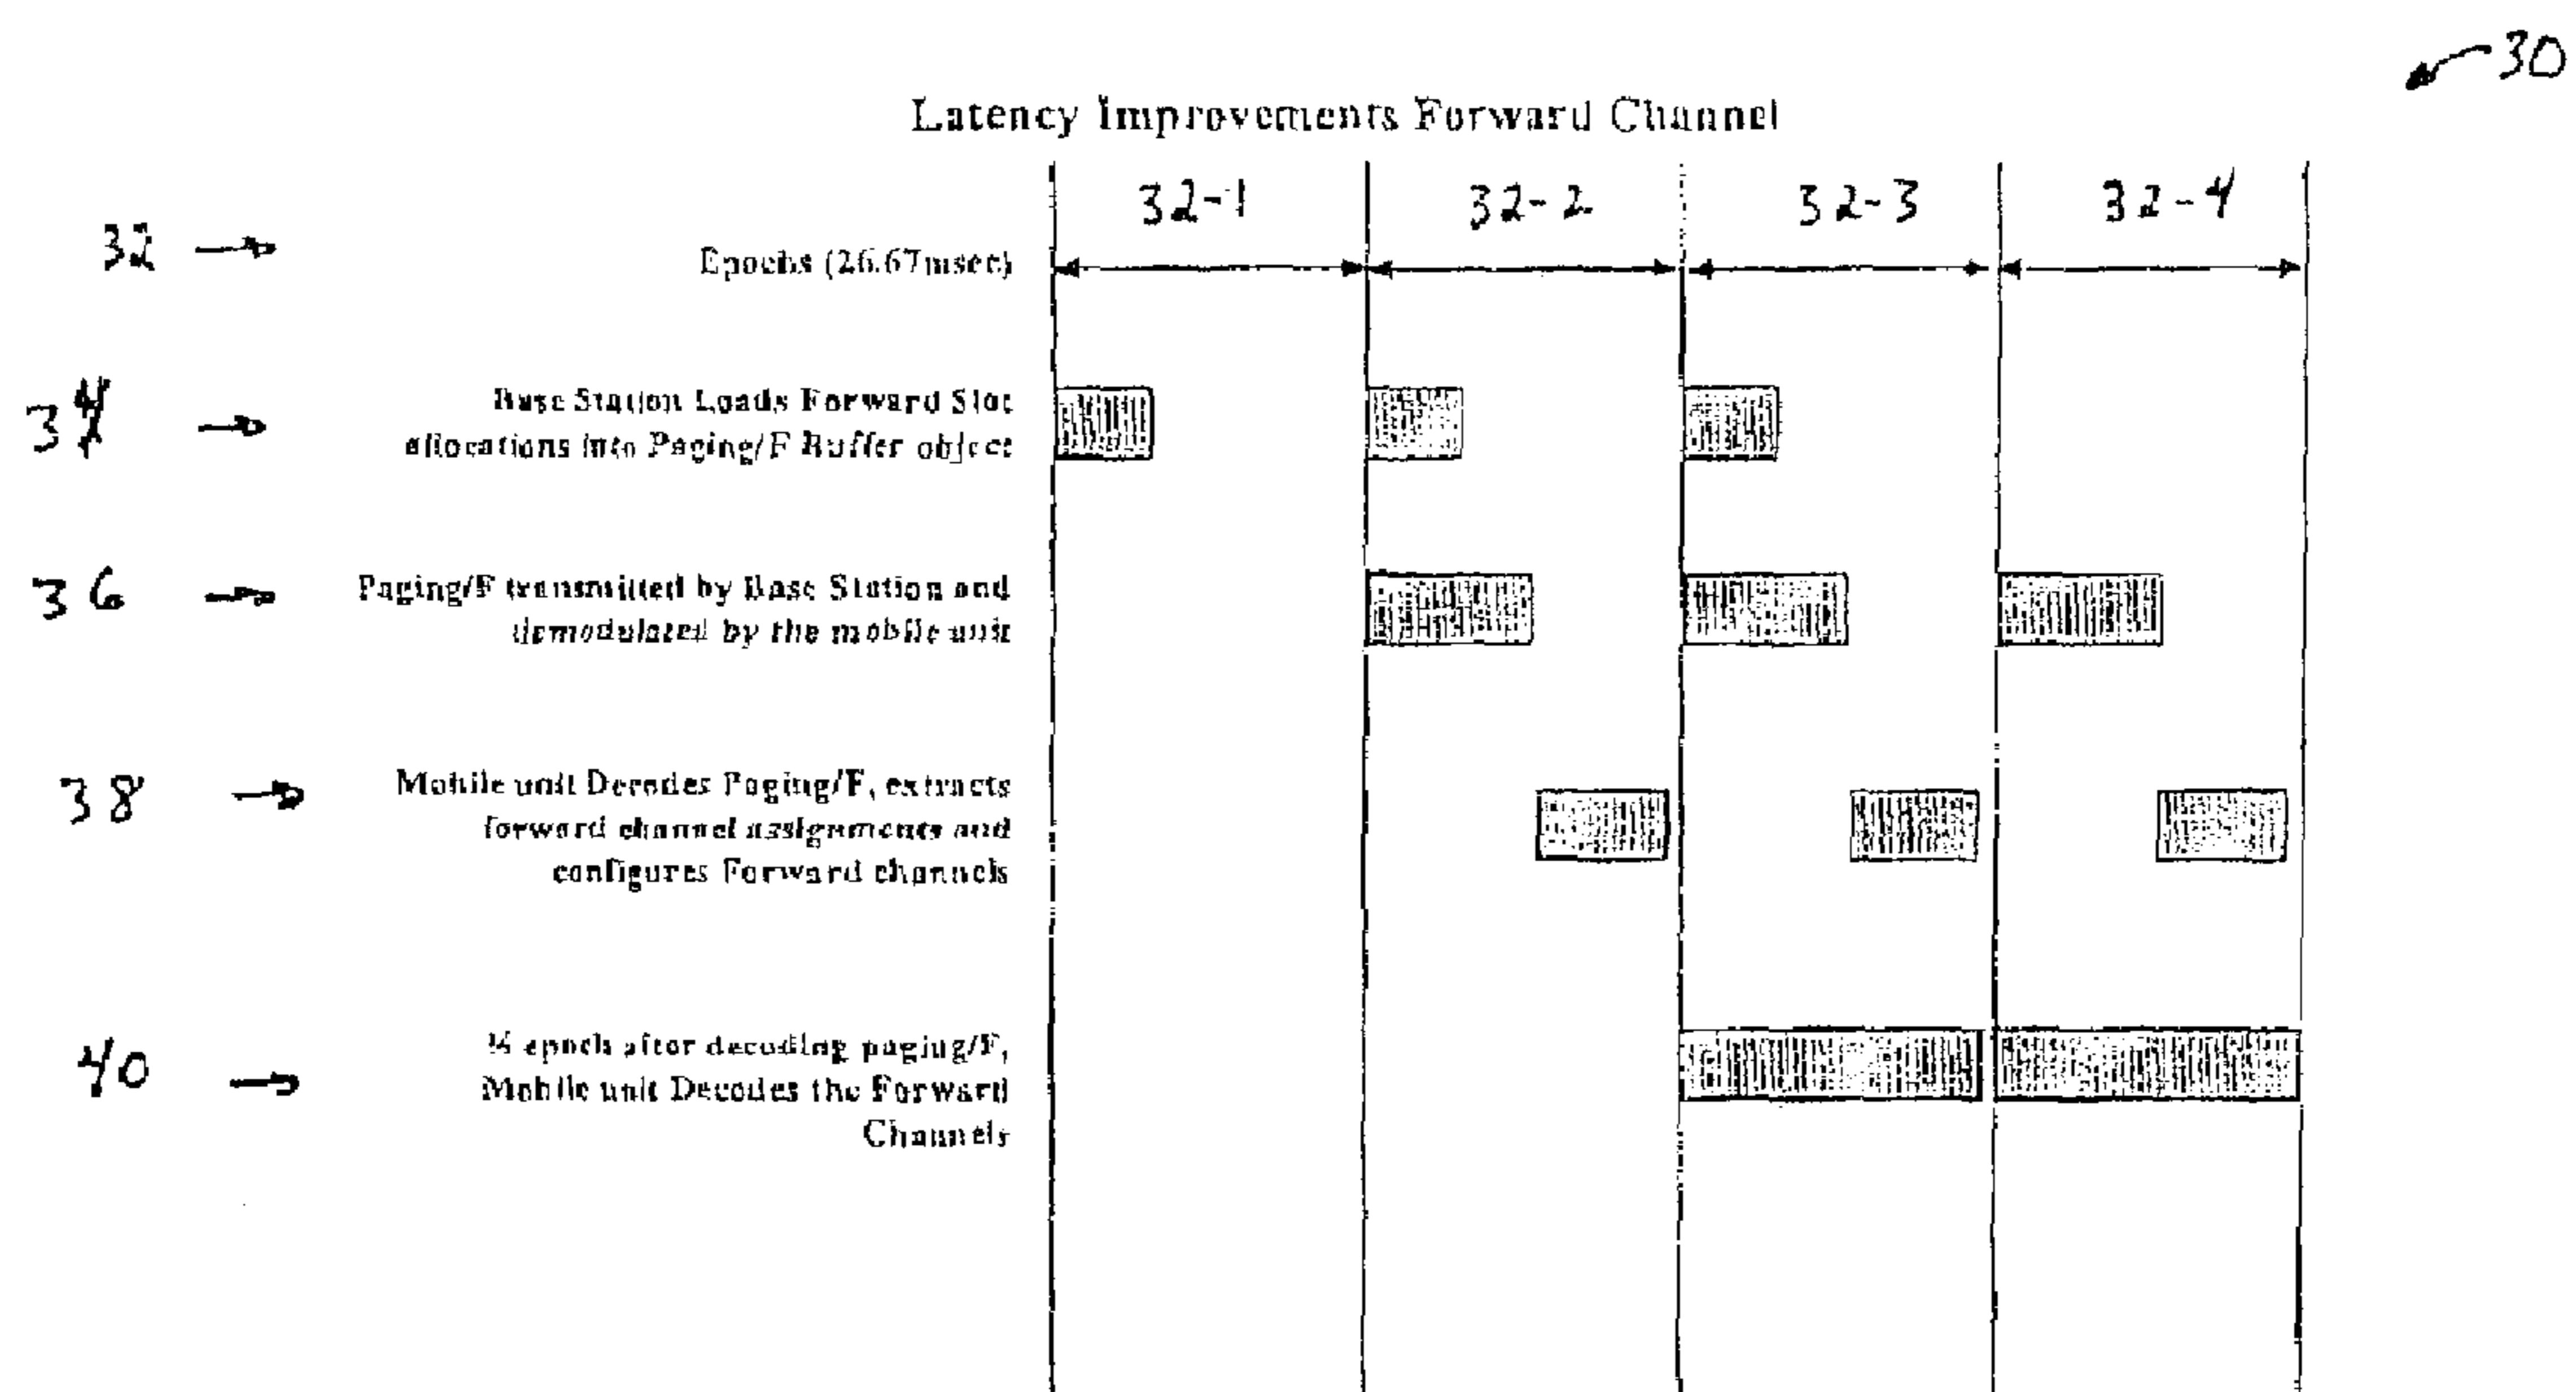 30
Latency Improvements Forward Channel
32-1 32-2 32-3 32-4
32
Epochs (26.67msec)
34
Base Station Loads Forward Slot
allocations into Paging/F Buffer object
36
Paging/F transmitted by Base Station and
demodulated by the mobile unit
38
Mobile unit Decodes Paging/F, extracts
forward channel assignments and
configures Forward channels
40
epoch after decoding paging/F,
Mobile unit Decodes the Forward
Channels